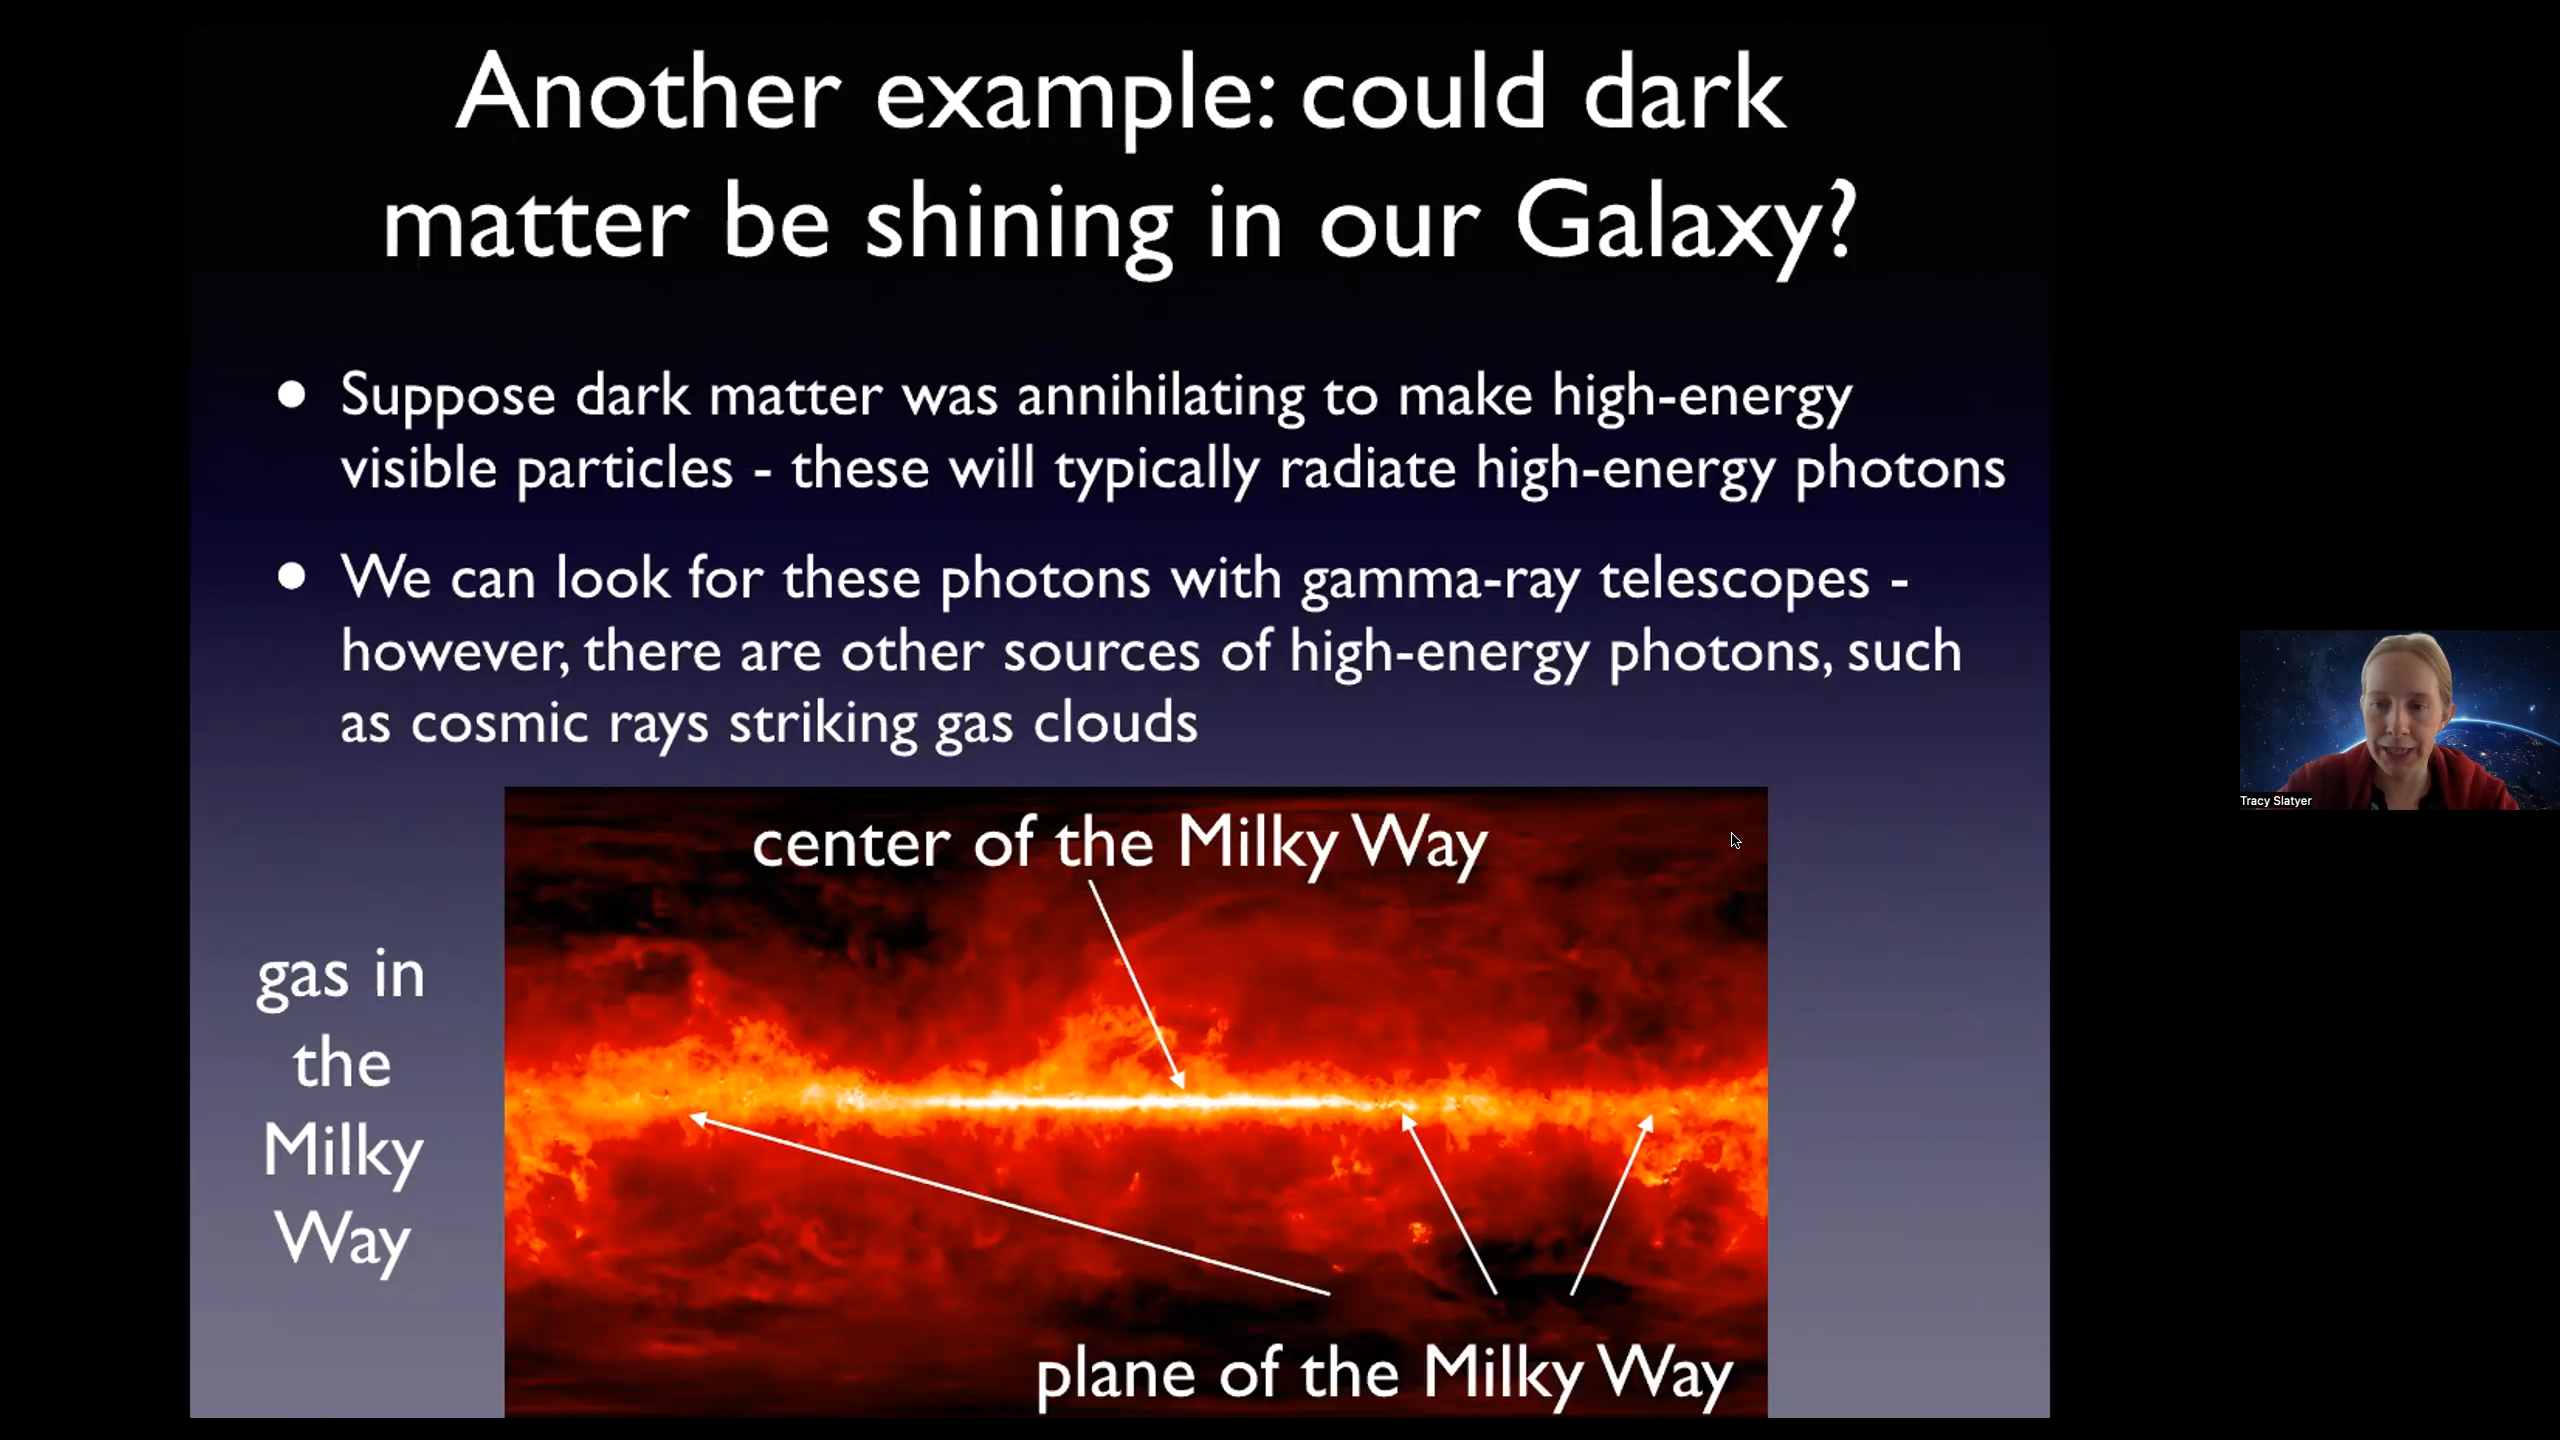 Another example: could dark
matter be shining in our Galaxy?
• Suppose dark matter was annihilating to make high-energy
visible particles - these will typically radiate high-energy photons
• We can look for these photons with gamma-ray telescopes -
however, there are other sources of high-energy photons, such
as cosmic rays striking gas clouds
center of the Milky Way
gas in
the
Milky
Way
plane of the Milky Way
Tracy Slatyer